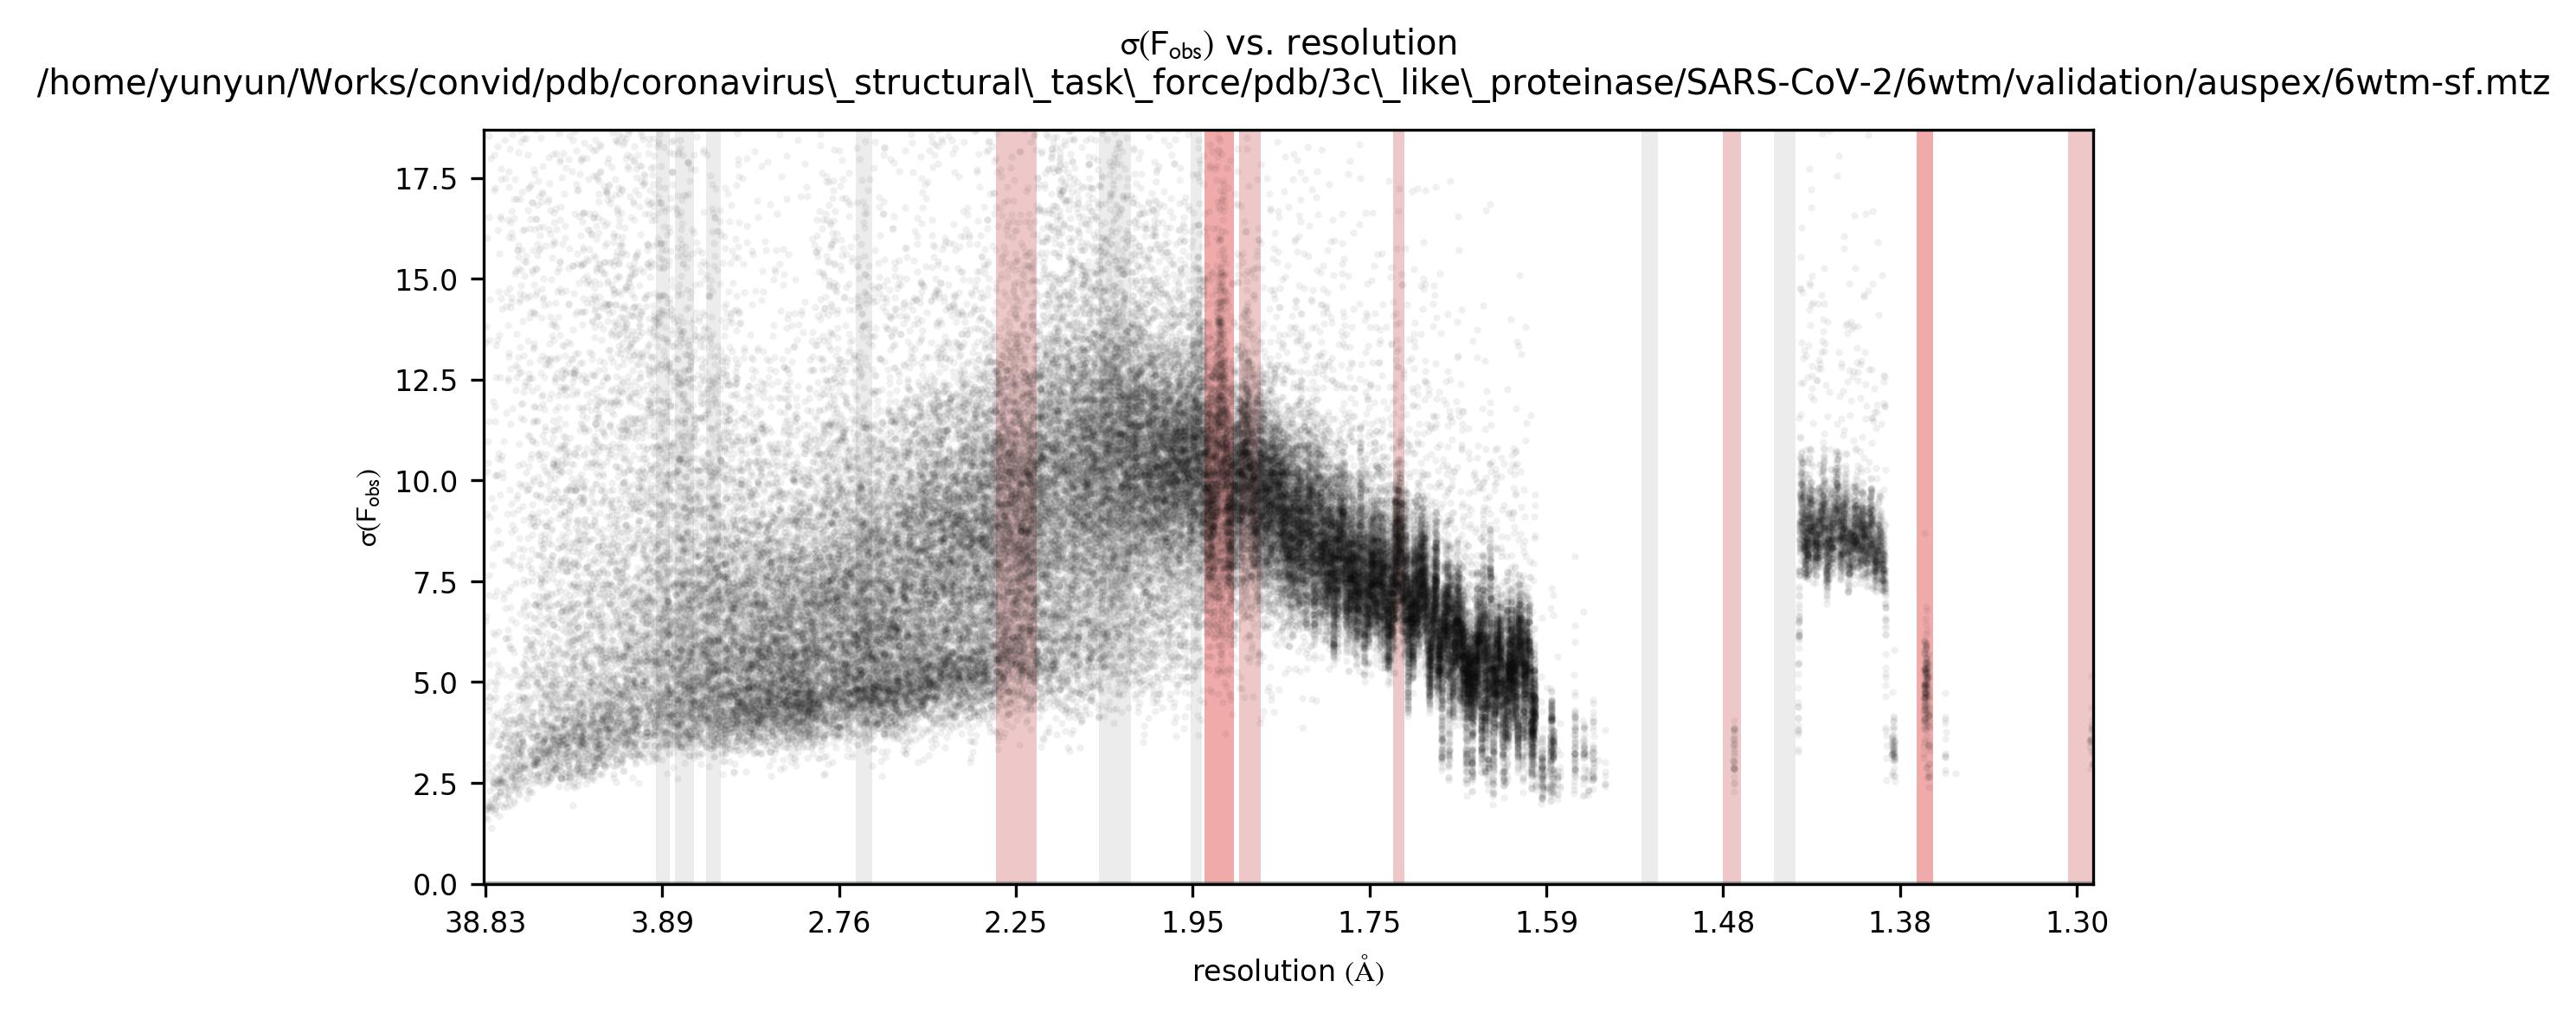 σ(Fobs) vs. resolution
/home/yunyun/Works/convid/pdb/coronavirus\_structural\_task\_force/pdb/3c\_like\_proteinase/SARS-CoV-2/6wtm/validation/auspex/6wtm-sf.mtz
17.5
15.0
12.5
10.0
7.5
5.0
2.5
0.0
σ(Fobs)
38.83 3.89 2.76 2.25 1.95 1.75 1.59 1.48 1.38 1.30
resolution (Å)